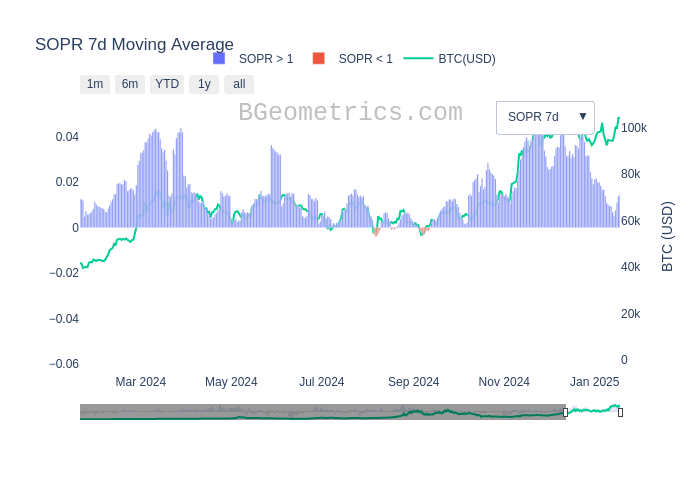 SOPR 7d Moving Average
SOPR > 1 SOPR < 1 BTC(USD)
1m 6m YTD 1y all
BGeometrics.com
SOPR 7d ▼
0.04
0.02
0
−0.02
−0.04
−0.06
100k
80k
60k
40k
20k
0
BTC (USD)
Mar 2024 May 2024 Jul 2024 Sep 2024 Nov 2024 Jan 2025